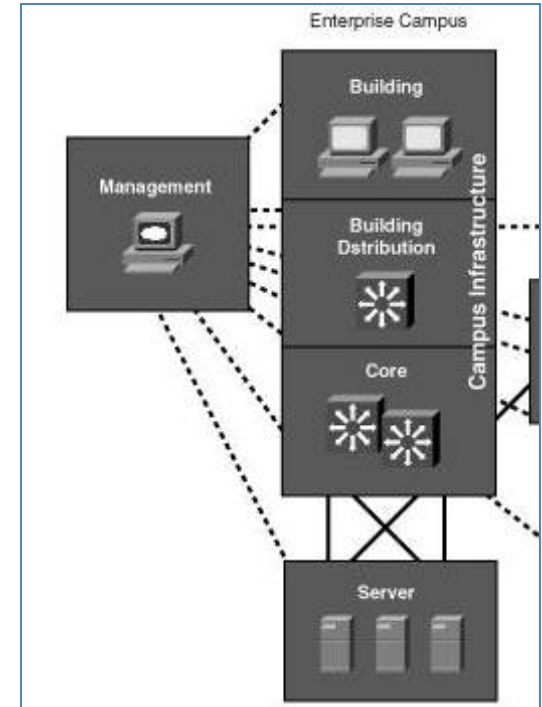 Enterprise Campus
Building
Management
Building
Dstribution
Campus Infrastructure
Core
Server